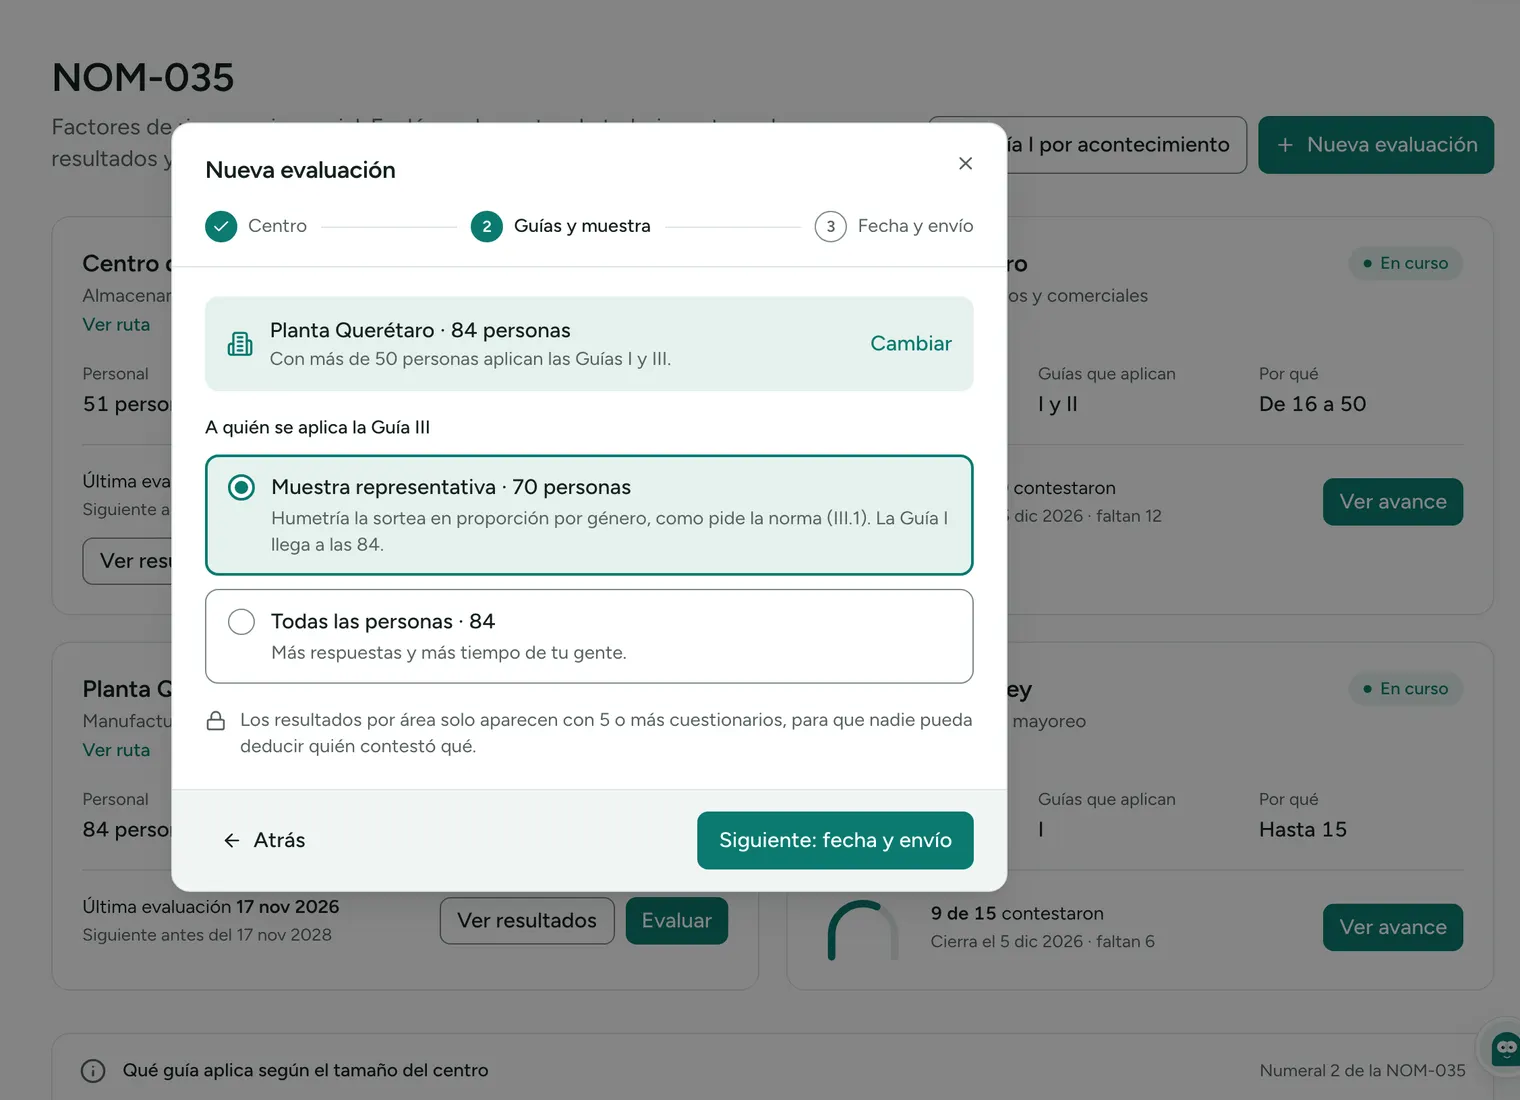 NOM-035
Factores de
resultados y
ía I por acontecimiento
+ Nueva evaluación
Nueva evaluación
Centro
2 Guías y muestra
3 Fecha y envío
Planta Querétaro · 84 personas
Con más de 50 personas aplican las Guías I y III.
Cambiar
A quién se aplica la Guía III
Muestra representativa · 70 personas
Humetría la sortea en proporción por género, como pide la norma (III.1). La Guía I
llega a las 84.
Todas las personas · 84
Más respuestas y más tiempo de tu gente.
Los resultados por área solo aparecen con 5 o más cuestionarios, para que nadie pueda
deducir quién contestó qué.
Atrás
Siguiente: fecha y envío
Centro
Almacenar
Ver ruta
Personal
51 perso
Última eva
Siguiente a
Ver resu
ro
En curso
os y comerciales
Guías que aplican
I y II
Por qué
De 16 a 50
contestaron
dic 2026 · faltan 12
Ver avance
Planta Q
Manufactu
Ver ruta
Personal
84 perso
Última evaluación 17 nov 2026
Siguiente antes del 17 nov 2028
Ver resultados
Evaluar
ey
En curso
mayoreo
Guías que aplican
I
Por qué
Hasta 15
9 de 15 contestaron
Cierra el 5 dic 2026 · faltan 6
Ver avance
Qué guía aplica según el tamaño del centro
Numeral 2 de la NOM-035